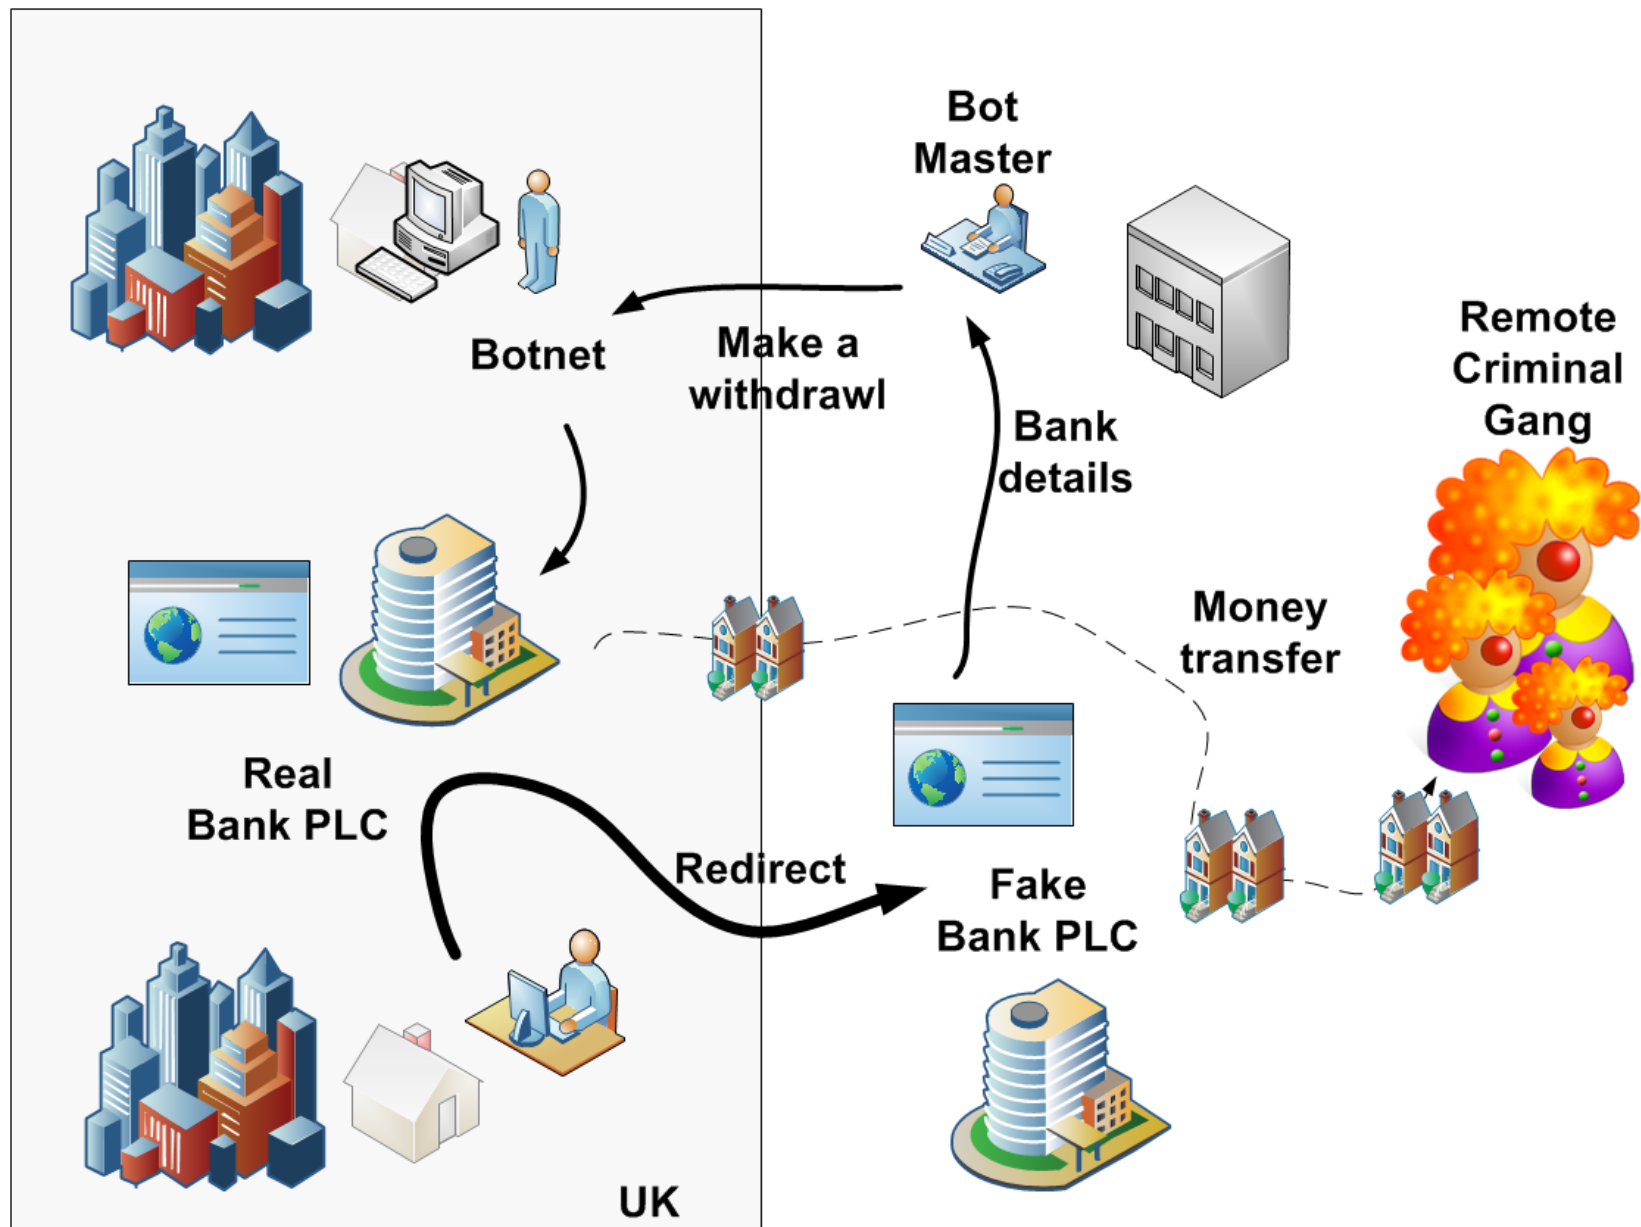 Bot
Master
Botnet
Make a
withdrawl
Remote
Criminal
Gang
Bank
details
Money
transfer
Real
Bank PLC
Redirect
Fake
Bank PLC
UK